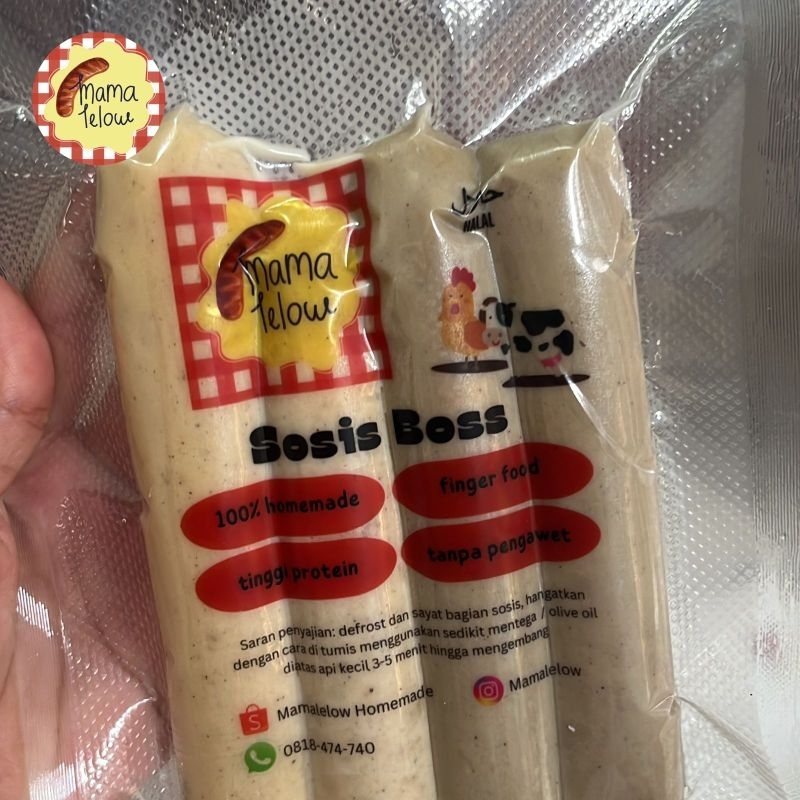 mama
lelow
mama
lelow
حلال
HALAL
Sosis Boss
100% homemade
finger food
tinggi protein
tanpa pengawet
Saran penyajian: defrost dan sayat bagian sosis, hangatkan
dengan cara di tumis menggunakan sedikit mentega / olive oil
diatas api kecil 3-5 menit hingga mengembang
Mamalelow Homemade
Mamalelow
0818-474-740